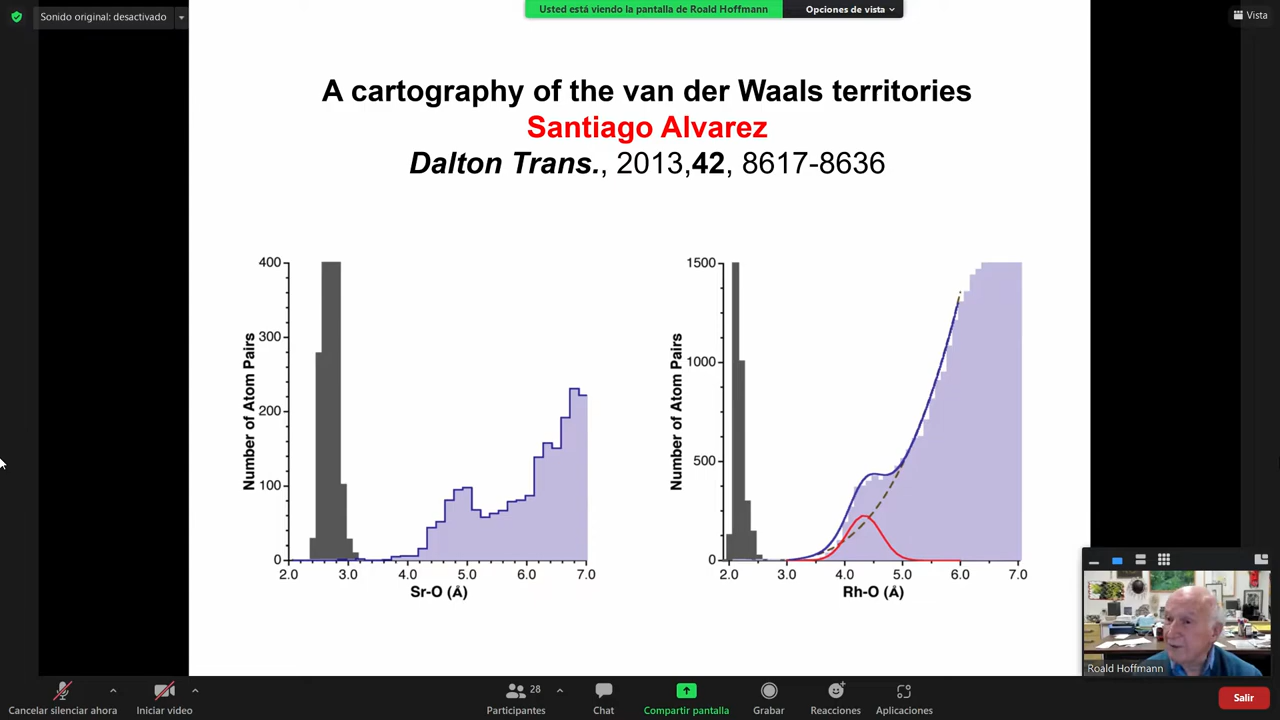 Sonido original: desactivado
Usted está viendo la pantalla de Roald Hoffmann
Opciones de vista
Vista
A cartography of the van der Waals territories
Santiago Alvarez
Dalton Trans., 2013,42, 8617-8636
400
300
200
100
0
Number of Atom Pairs
2.0 3.0 4.0 5.0 6.0 7.0
Sr-O (Å)
1500
1000
500
0
Number of Atom Pairs
2.0 3.0 4.0 5.0 6.0 7.0
Rh-O (Å)
Roald Hoffmann
28
Cancelar silenciar ahora
Iniciar video
Participantes
Chat
Compartir pantalla
Grabar
Reacciones
Aplicaciones
Salir